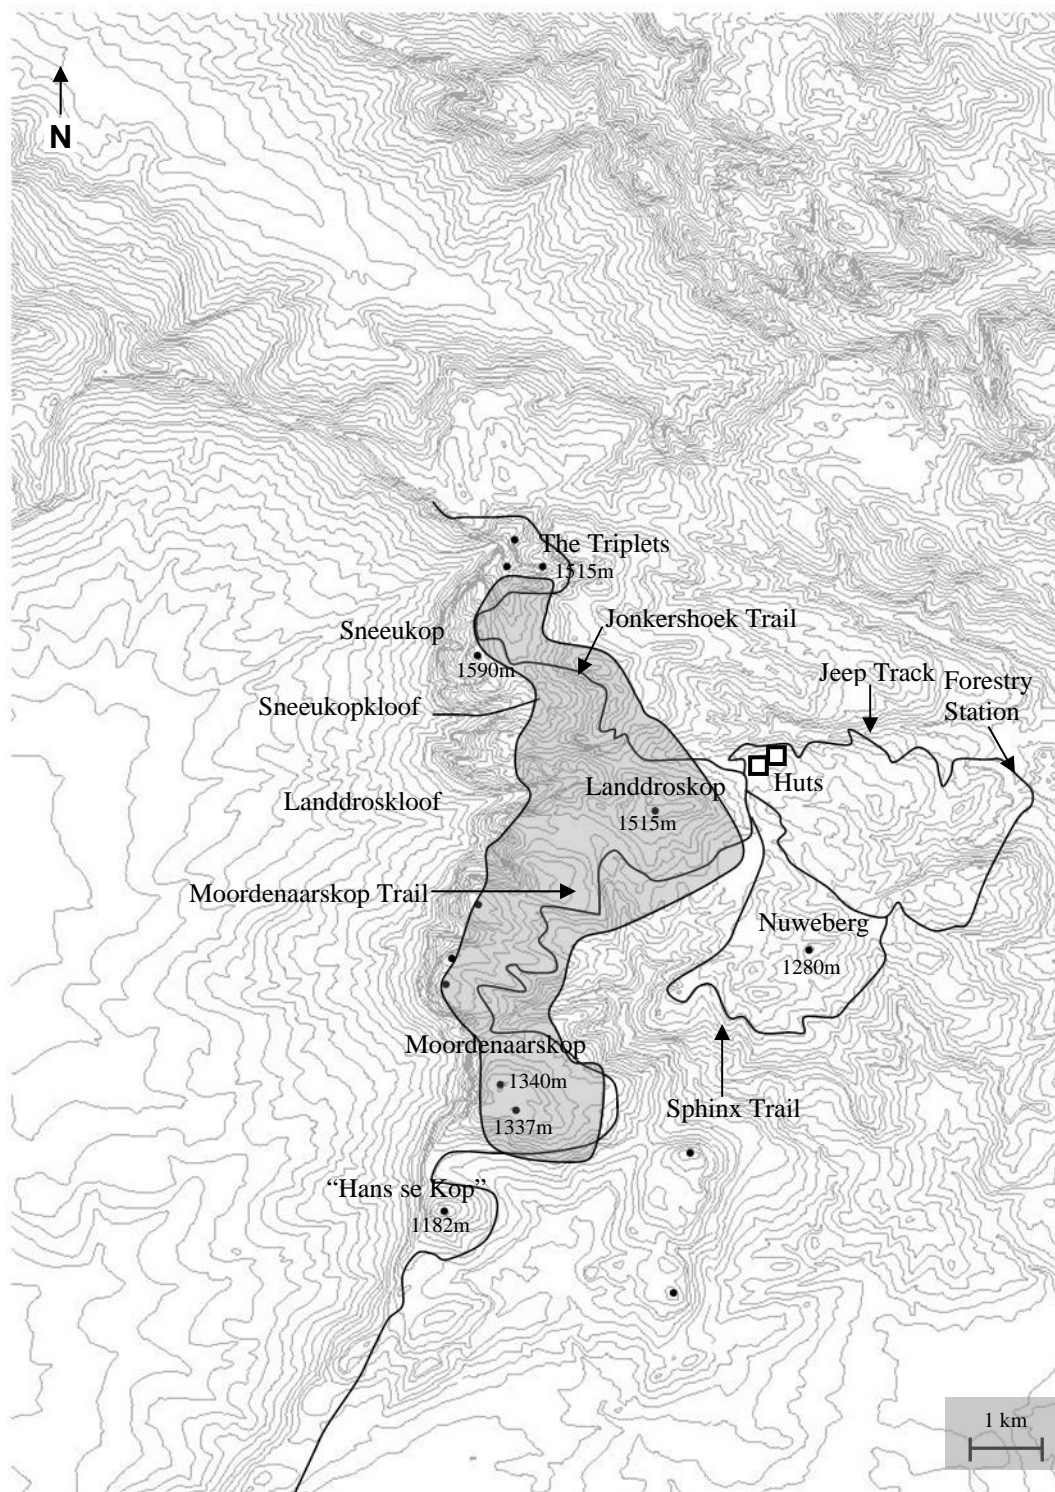 N
The Triplets
1515m
Jonkershoek Trail
Sneeukop
1590m
Jeep Track
Forestry
Station
Sneeukopkloof
Landdroskop
Huts
Landdroskloof
1515m
Moordenaarskop Trail
Nuweberg
1280m
Moordenaarskop
1340m
Sphinx Trail
1337m
“Hans se Kop”
1182m
1 km